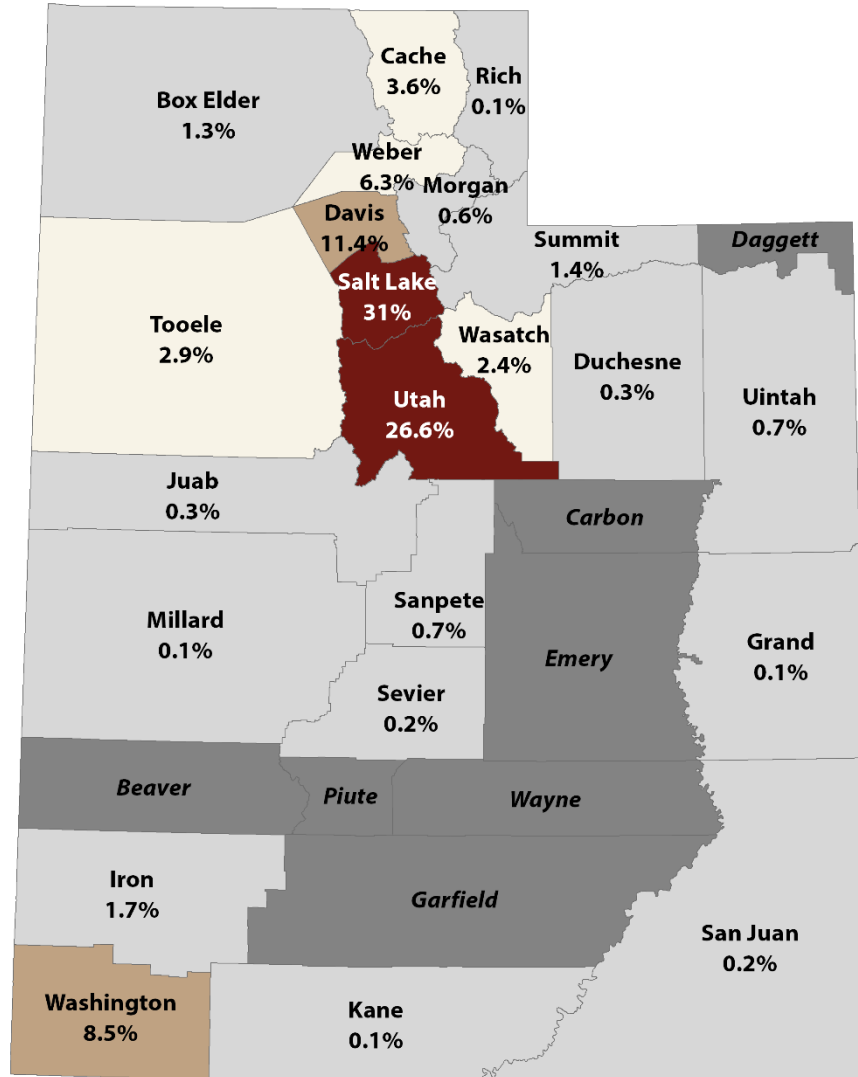 Cache
3.6%
Rich
0.1%
Box Elder
1.3%
Weber
6.3%
Morgan
0.6%
Davis
11.4%
Summit
1.4%
Daggett
Salt Lake
31%
Tooele
2.9%
Wasatch
2.4%
Duchesne
0.3%
Uintah
0.7%
Utah
26.6%
Juab
0.3%
Carbon
Sanpete
0.7%
Millard
0.1%
Emery
Grand
0.1%
Sevier
0.2%
Beaver
Piute
Wayne
Iron
1.7%
Garfield
San Juan
0.2%
Washington
8.5%
Kane
0.1%